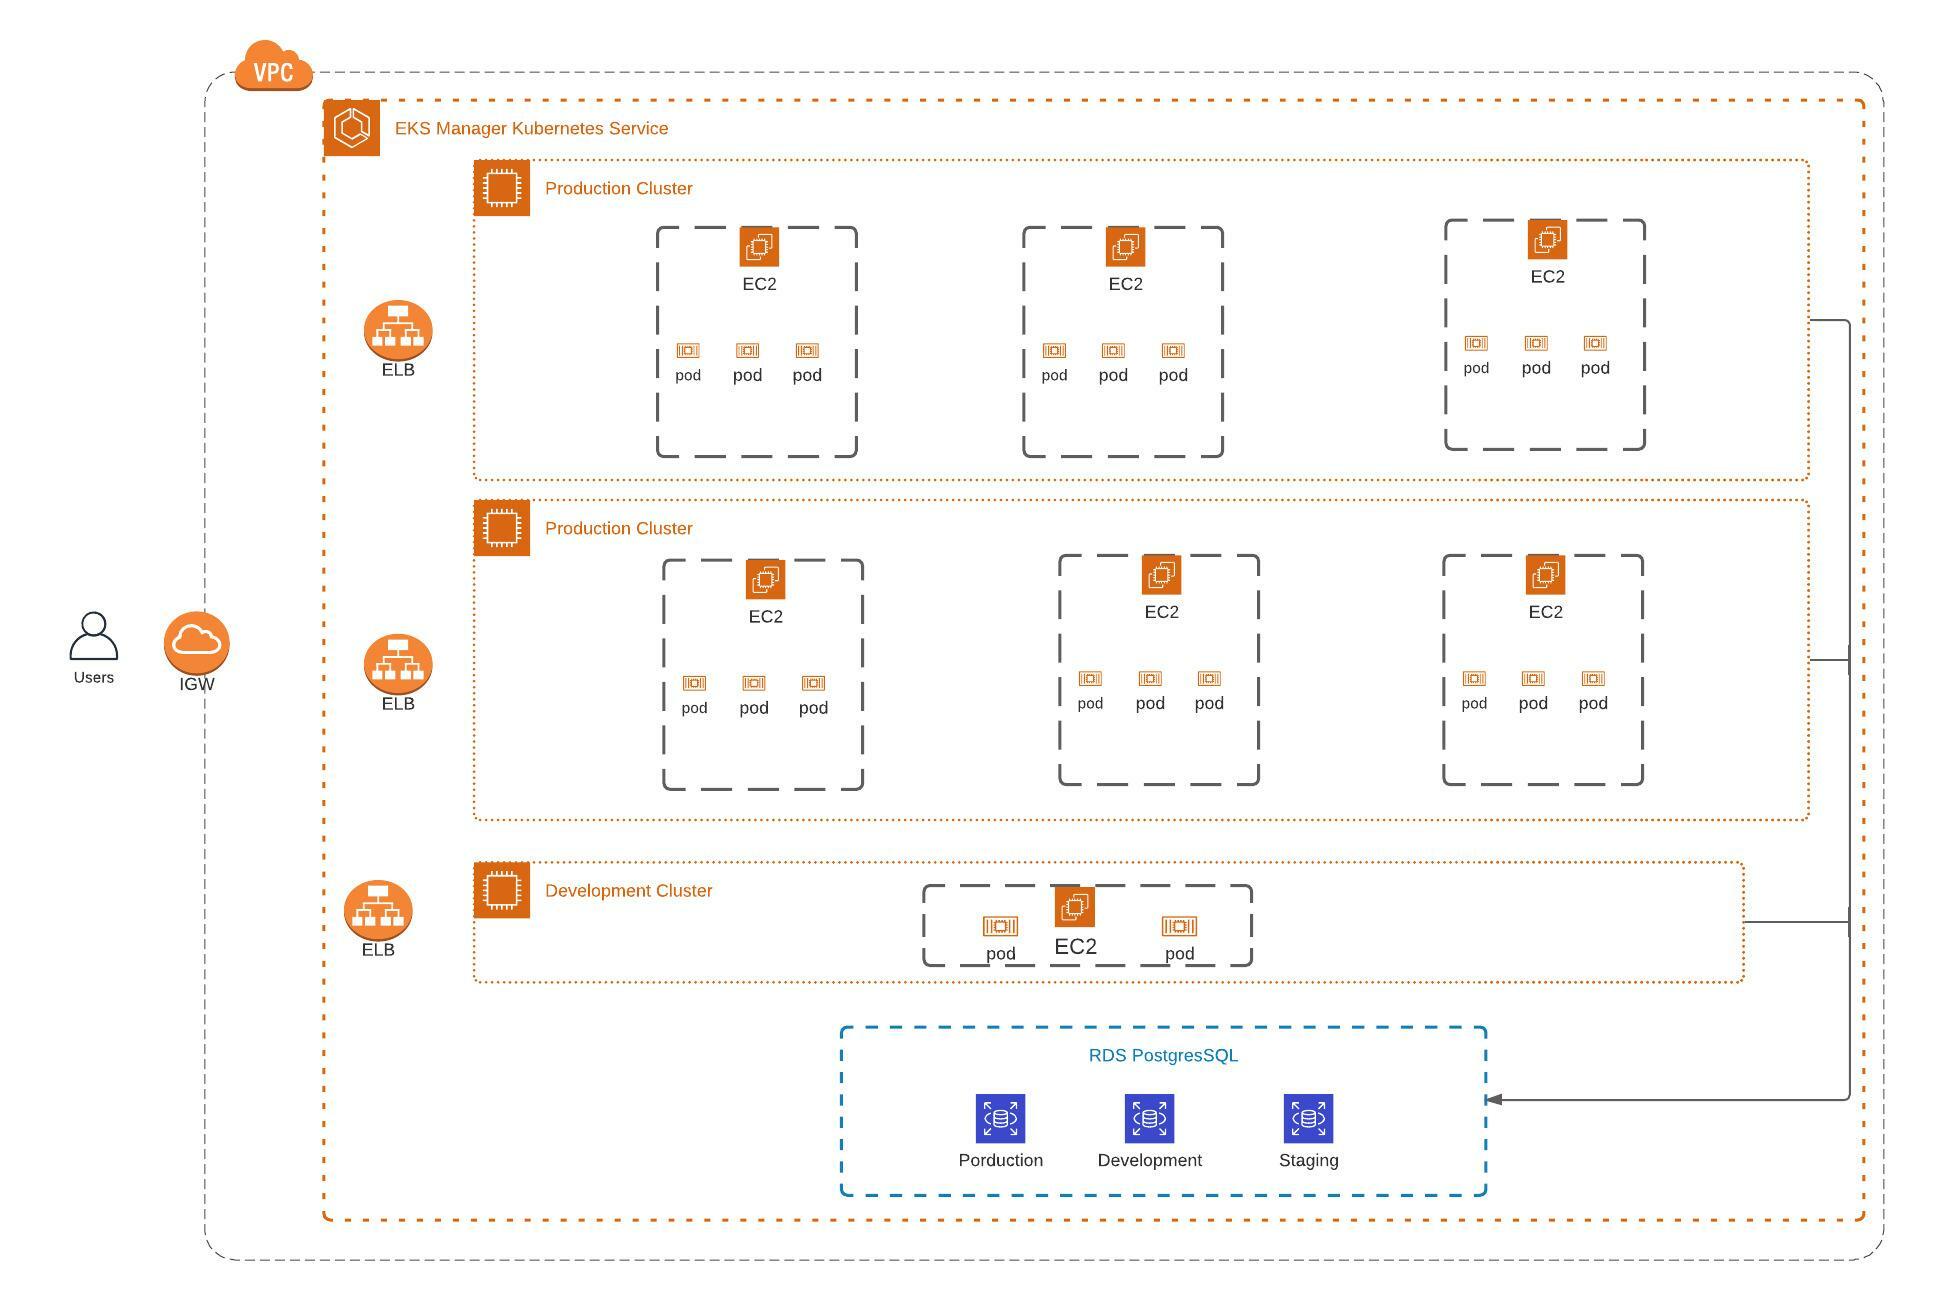 VPC
EKS Manager Kubernetes Service
Production Cluster
EC2
EC2
EC2
pod
pod
pod
pod
pod
pod
pod
pod
pod
ELB
Production Cluster
EC2
EC2
EC2
pod
pod
pod
pod
pod
pod
pod
pod
pod
Users
IGW
ELB
Development Cluster
pod
EC2
pod
ELB
RDS PostgresSQL
Porduction
Development
Staging